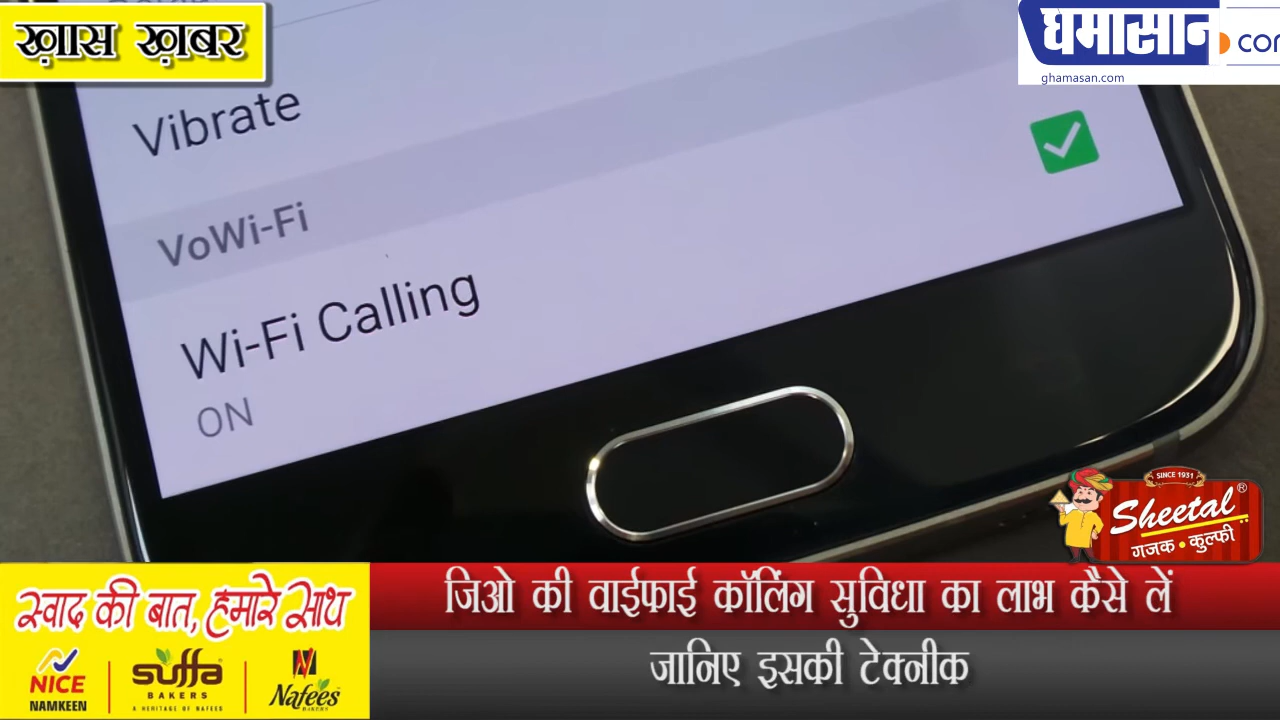 ख़ास ख़बर
घमासान
.com
ghamasan.com
Vibrate
VoWi-Fi
Wi-Fi Calling
ON
SINCE 1931
Sheetal®
गजक • कुल्फी
जिओ की वाईफाई कॉलिंग सुविधा का लाभ कैसे लें
जानिए इसकी टेक्नीक
स्वाद की बात, हमारे साथ
NICE
NAMKEEN
suffa
BAKERS
A HERITAGE OF NAFEES
Nafees
BAKERY